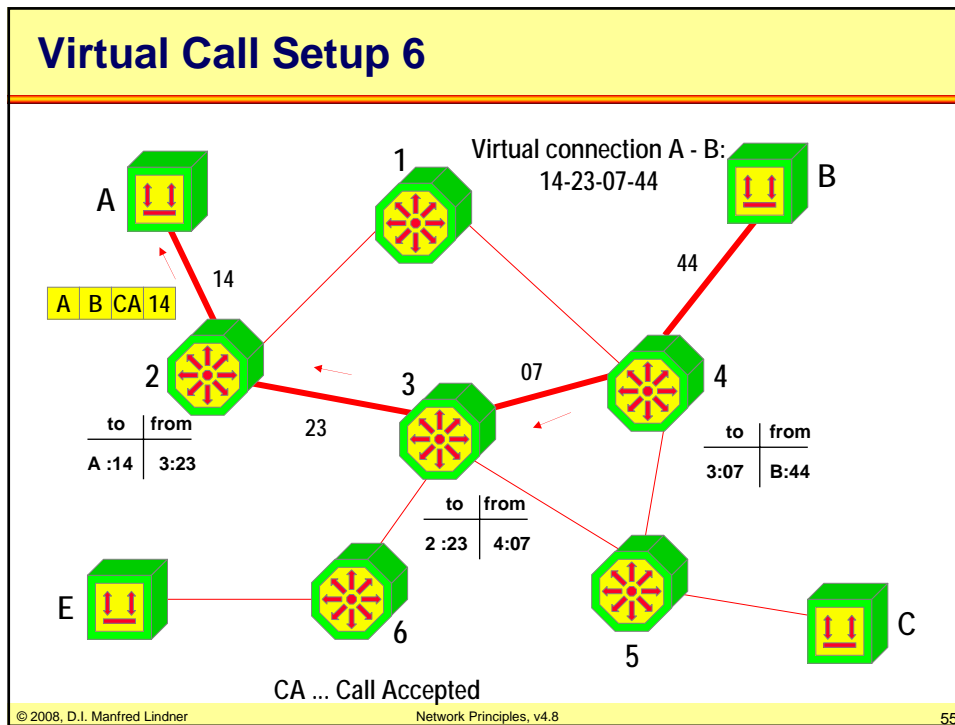 Virtual Call Setup 6
Virtual connection A - B:
14-23-07-44
A
1
B
14
44
A B CA 14
2
3
07
4
23
to from
A :14 3:23
to from
3:07 B:44
to from
2 :23 4:07
E
6
5
C
CA ... Call Accepted
© 2008, D.I. Manfred Lindner
Network Principles, v4.8
55